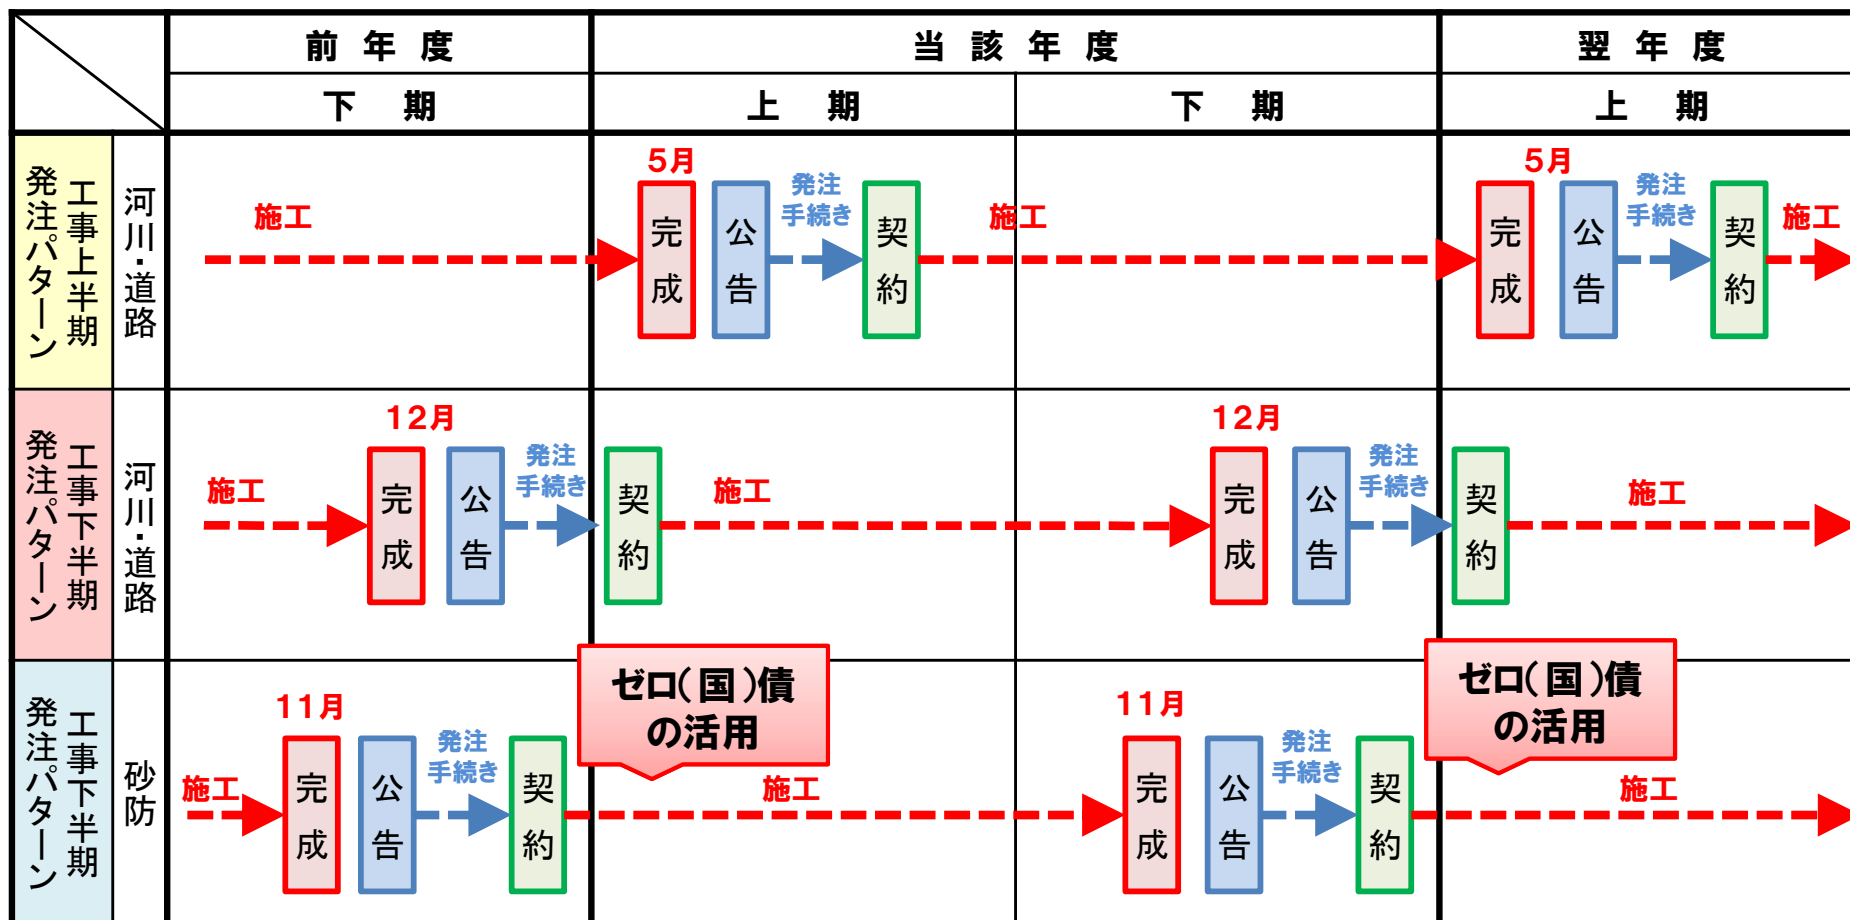 前年度
当該年度
翌年度
下期
上期
下期
上期
工事上半期
発注パターン
河川・道路
施工
5月
完成
公告
発注
手続き
契約
施工
5月
完成
公告
発注
手続き
契約
施工
工事下半期
発注パターン
河川・道路
施工
12月
完成
公告
発注
手続き
契約
施工
12月
完成
公告
発注
手続き
契約
施工
工事下半期
発注パターン
砂防
施工
11月
完成
公告
発注
手続き
契約
ゼロ(国)債
の活用
施工
11月
完成
公告
発注
手続き
契約
ゼロ(国)債
の活用
施工